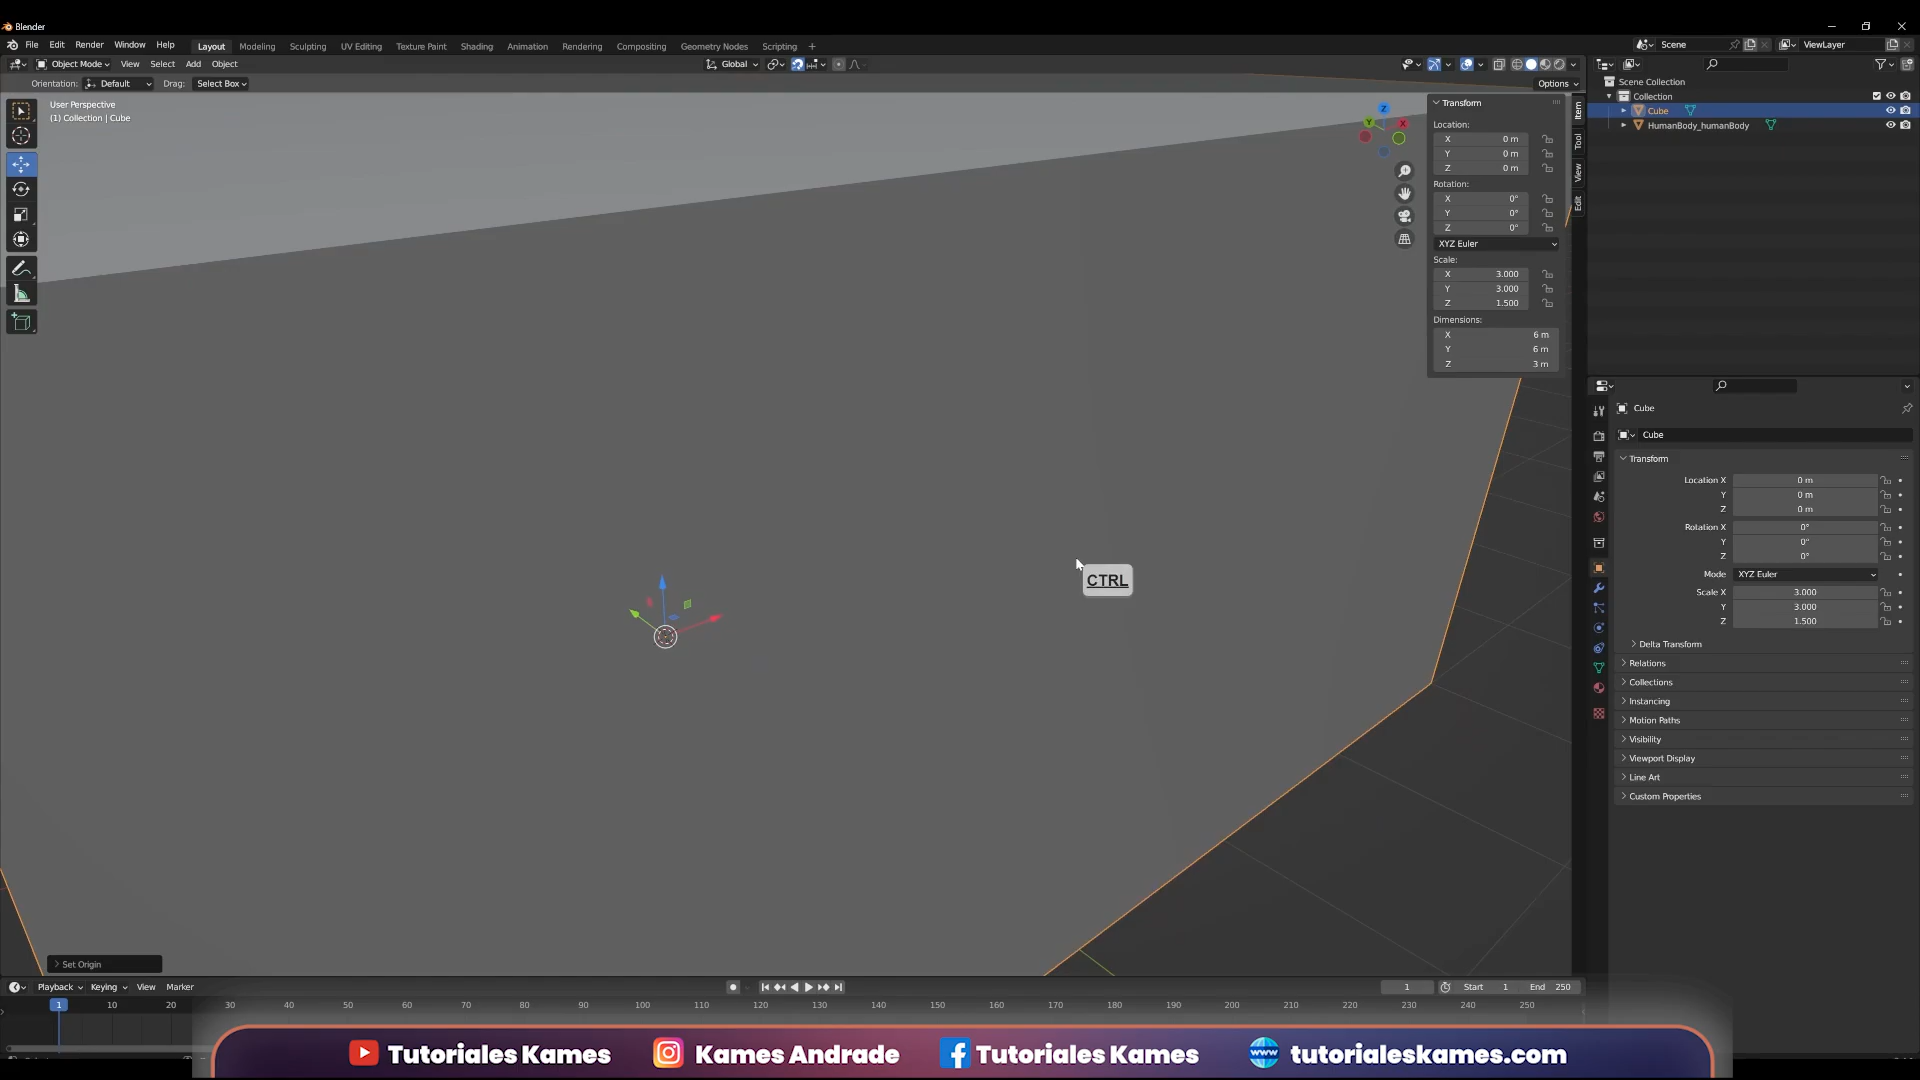 Blender
File Edit Render Window Help Layout Modeling Sculpting UV Editing Texture Paint Shading Animation Rendering Compositing Geometry Nodes Scripting + Scene ViewLayer
Object Mode View Select Add Object Global
Orientation: Default Drag: Select Box Options
User Perspective
(1) Collection | Cube
Transform
Location:
X 0 m
Y 0 m
Z 0 m
Rotation:
X 0°
Y 0°
Z 0°
XYZ Euler
Scale:
X 3.000
Y 3.000
Z 1.500
Dimensions:
X 6 m
Y 6 m
Z 3 m
Item
Tool
View
Edit
Z
Y
X
Scene Collection
Collection
Cube
HumanBody_humanBody
Cube
Cube
Transform
Location X 0 m
Y 0 m
Z 0 m
Rotation X 0°
Y 0°
Z 0°
Mode XYZ Euler
Scale X 3.000
Y 3.000
Z 1.500
Delta Transform
Relations
Collections
Instancing
Motion Paths
Visibility
Viewport Display
Line Art
Custom Properties
CTRL
Set Origin
Playback Keying View Marker 1 Start 1 End 250
1 10 20 30 40 50 60 70 80 90 100 110 120 130 140 150 160 170 180 190 200 210 220 230 240 250
Tutoriales Kames Kames Andrade Tutoriales Kames www tutorialeskames.com